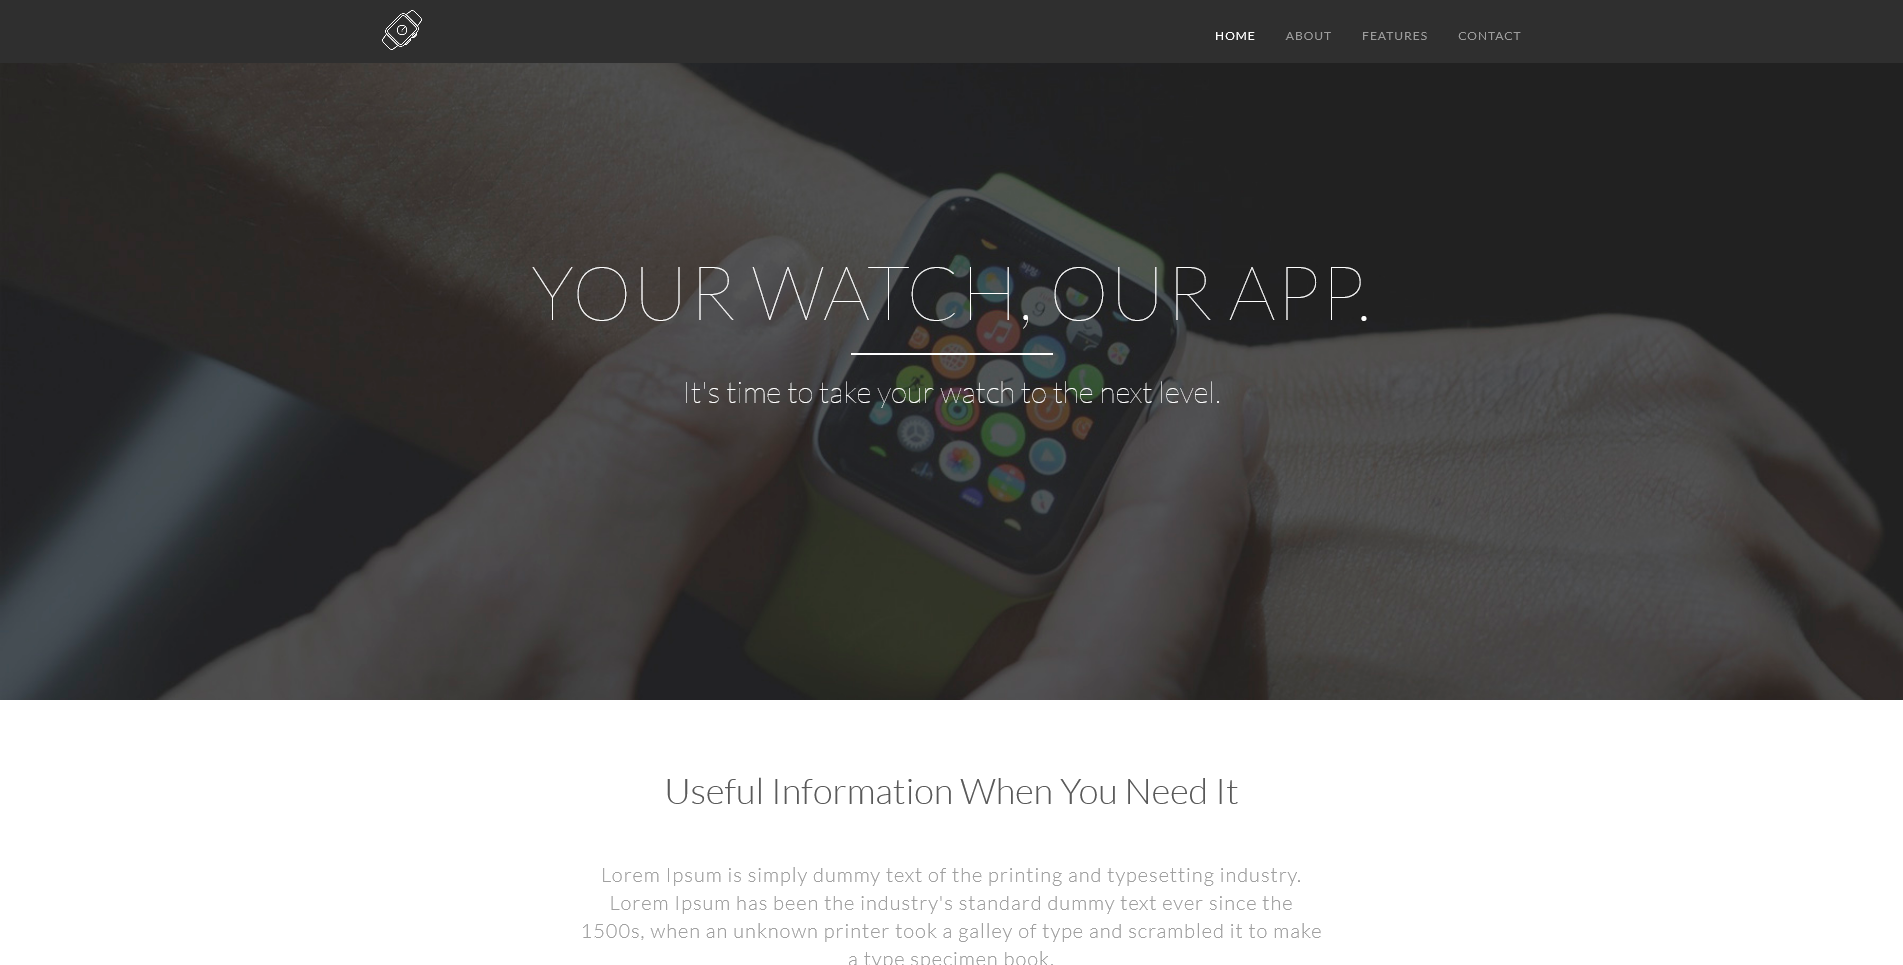 HOME ABOUT FEATURES CONTACT
YOUR WATCH, OUR APP.
It's time to take your watch to the next level.
Useful Information When You Need It
Lorem Ipsum is simply dummy text of the printing and typesetting industry.
Lorem Ipsum has been the industry's standard dummy text ever since the
1500s, when an unknown printer took a galley of type and scrambled it to make
a type specimen book.